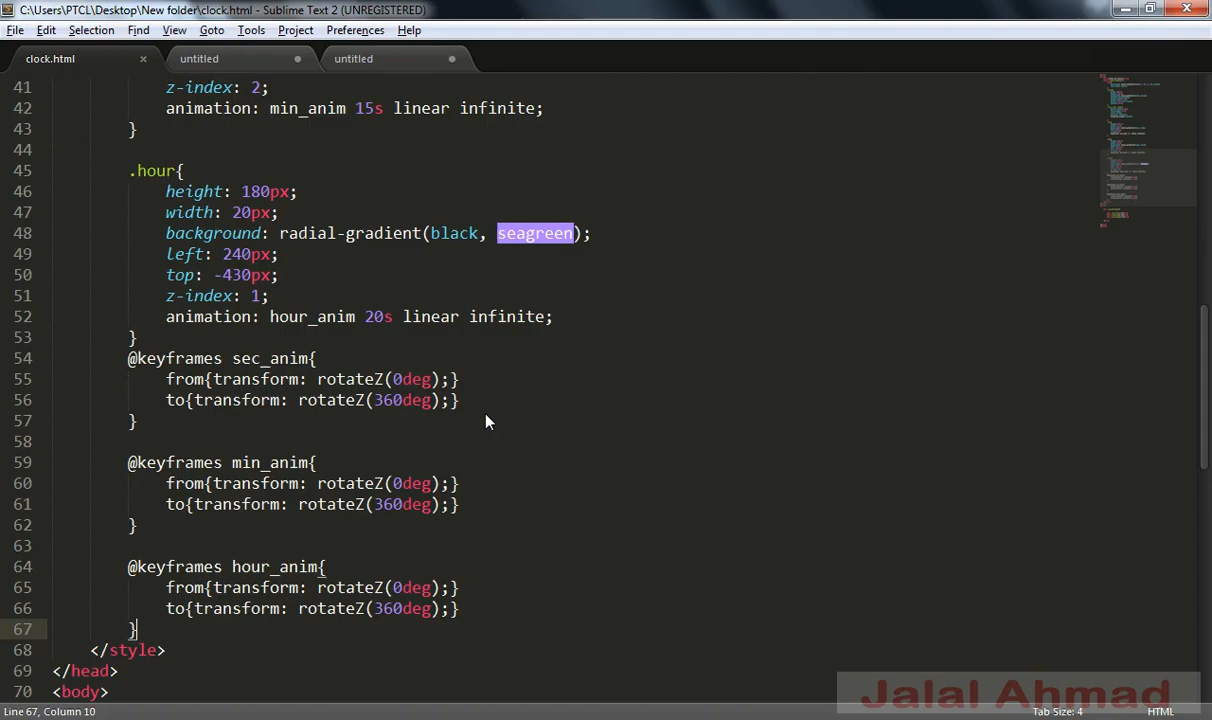 C:\Users\PTCL\Desktop\New folder\clock.html - Sublime Text 2 (UNREGISTERED)
File Edit Selection Find View Goto Tools Project Preferences Help
clock.html × untitled untitled
41 z-index: 2;
42 animation: min_anim 15s linear infinite;
43 }
44
45 .hour{
46 height: 180px;
47 width: 20px;
48 background: radial-gradient(black, seagreen);
49 left: 240px;
50 top: -430px;
51 z-index: 1;
52 animation: hour_anim 20s linear infinite;
53 }
54 @keyframes sec_anim{
55 from{transform: rotateZ(0deg);}
56 to{transform: rotateZ(360deg);}
57 }
58
59 @keyframes min_anim{
60 from{transform: rotateZ(0deg);}
61 to{transform: rotateZ(360deg);}
62 }
63
64 @keyframes hour_anim{
65 from{transform: rotateZ(0deg);}
66 to{transform: rotateZ(360deg);}
67 }
68 </style>
69 </head>
70 <body>
Jalal Ahmad
Line 67, Column 10 Tab Size: 4 HTML